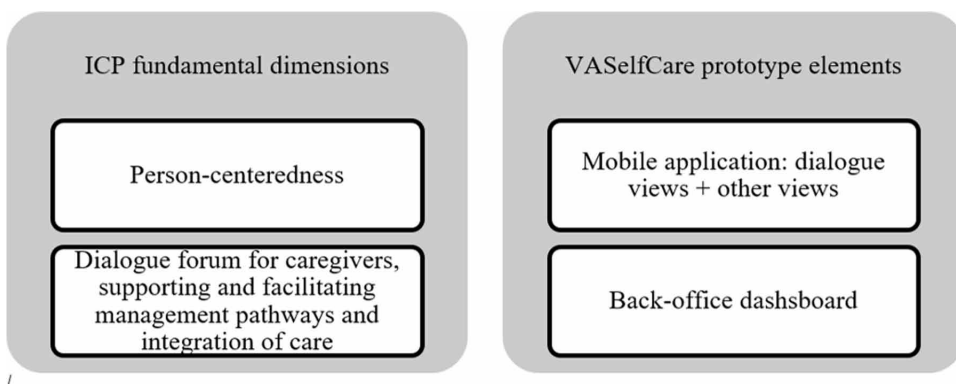 ICP fundamental dimensions
Person-centeredness
Dialogue forum for caregivers,
supporting and facilitating
management pathways and
integration of care
VASelfCare prototype elements
Mobile application: dialogue
views + other views
Back-office dashsboard
/